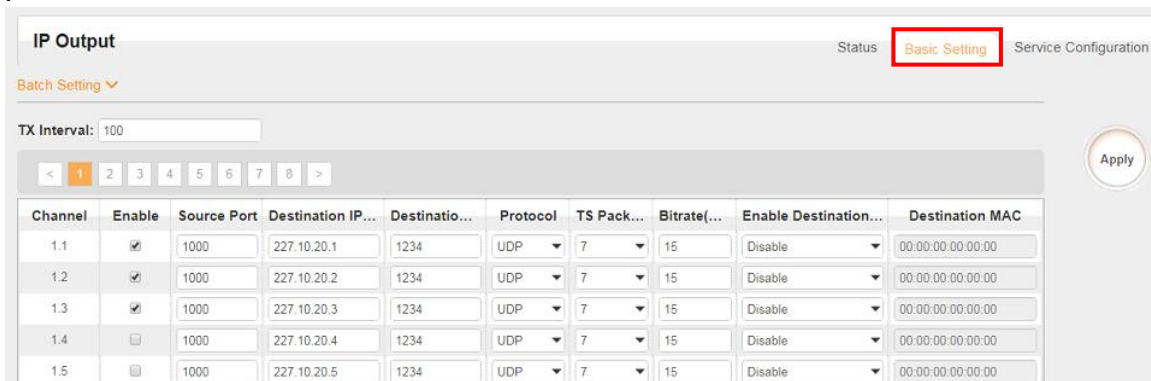 IP Output
Status Basic Setting Service Configuration
Batch Setting
TX Interval: 100
Apply
< 1 2 3 4 5 6 7 8 >
Channel Enable Source Port Destination IP... Destinatio... Protocol TS Pack... Bitrate(... Enable Destination... Destination MAC
1.1 1000 227.10.20.1 1234 UDP 7 15 Disable 00:00:00:00:00:00
1.2 1000 227.10.20.2 1234 UDP 7 15 Disable 00:00:00:00:00:00
1.3 1000 227.10.20.3 1234 UDP 7 15 Disable 00:00:00:00:00:00
1.4 1000 227.10.20.4 1234 UDP 7 15 Disable 00:00:00:00:00:00
1.5 1000 227.10.20.5 1234 UDP 7 15 Disable 00:00:00:00:00:00